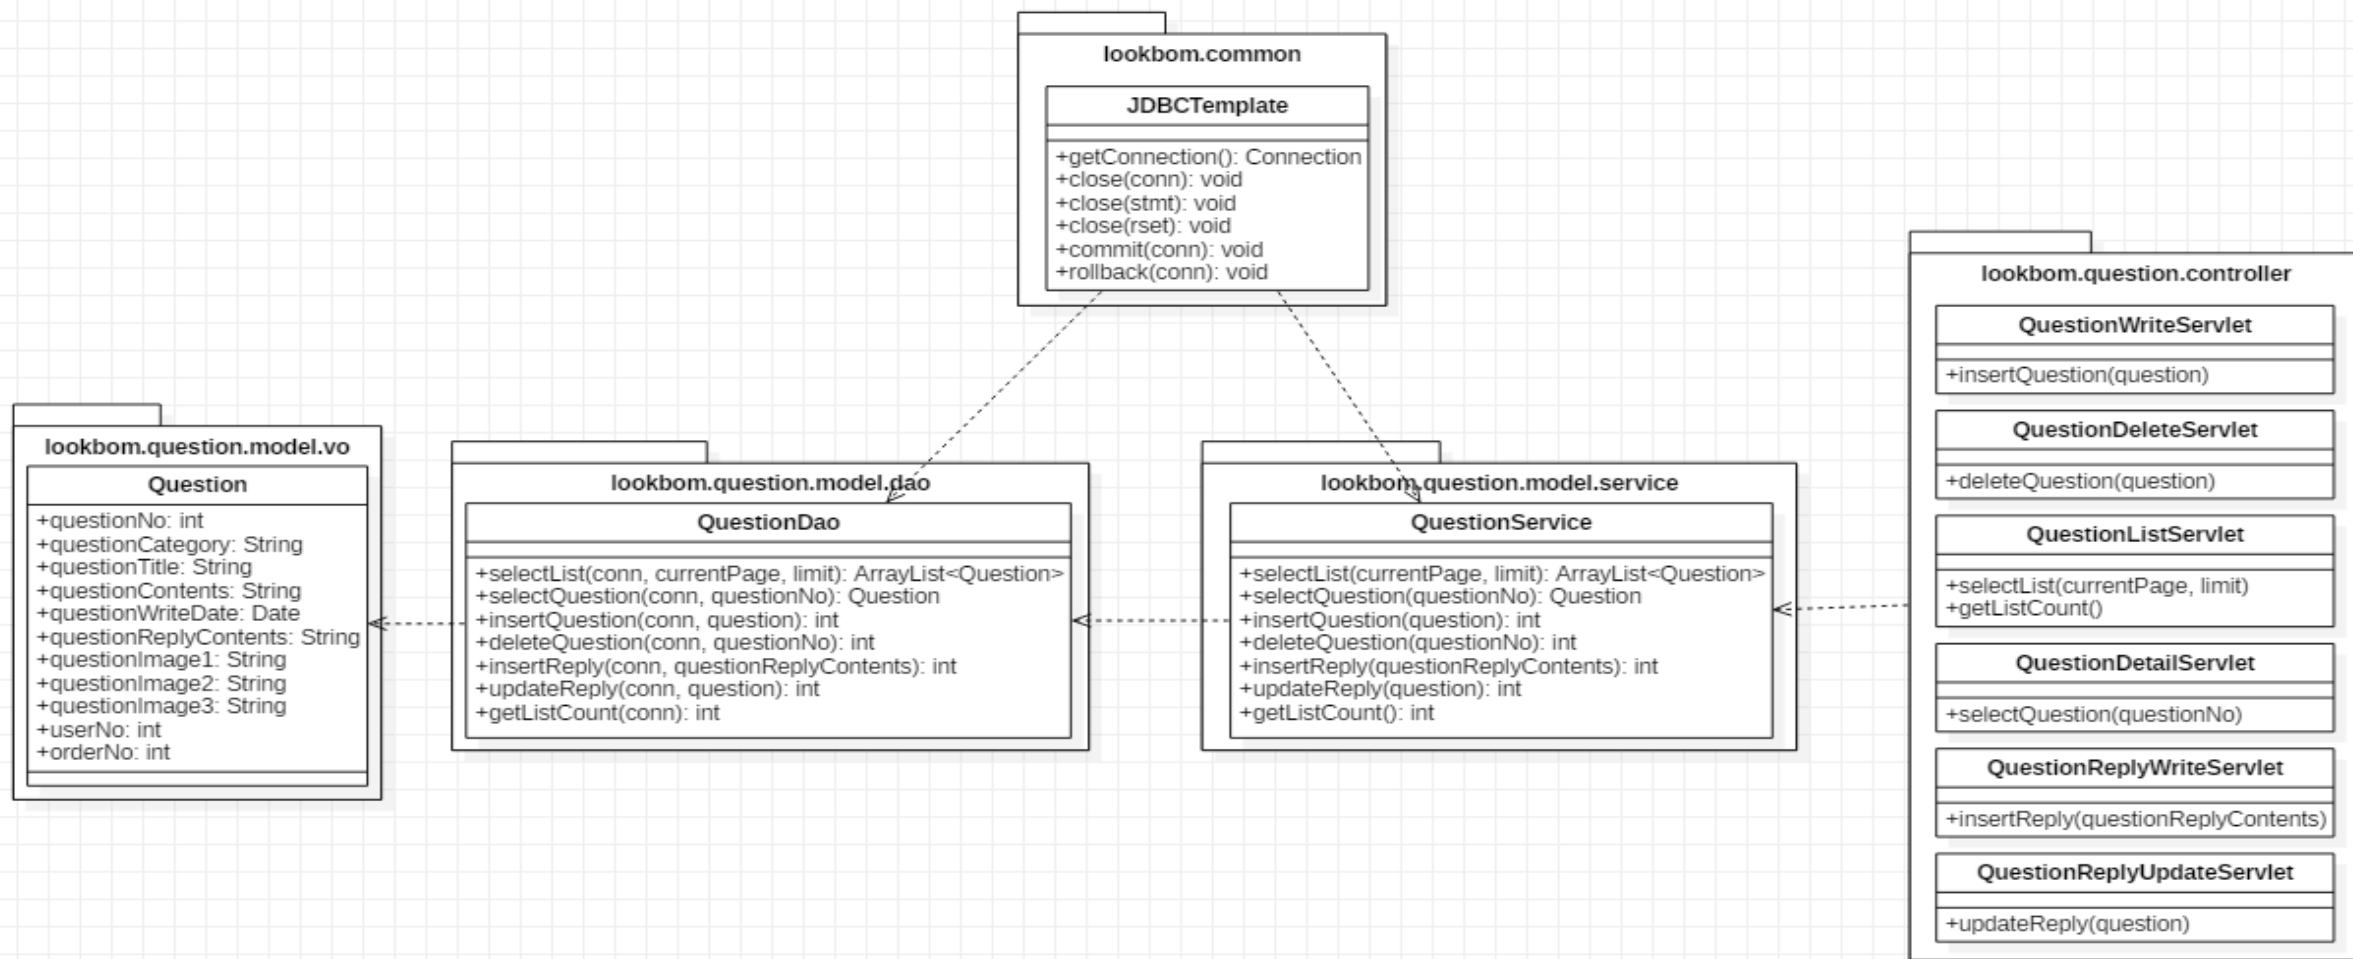 lookbom.common
JDBCTemplate
+getConnection(): Connection
+close(conn): void
+close(stmt): void
+close(rset): void
+commit(conn): void
+rollback(conn): void
lookbom.question.model.vo
Question
+questionNo: int
+questionCategory: String
+questionTitle: String
+questionContents: String
+questionWriteDate: Date
+questionReplyContents: String
+questionImage1: String
+questionImage2: String
+questionImage3: String
+userNo: int
+orderNo: int
lookbom.question.model.dao
QuestionDao
+selectList(conn, currentPage, limit): ArrayList<Question>
+selectQuestion(conn, questionNo): Question
+insertQuestion(conn, question): int
+deleteQuestion(conn, questionNo): int
+insertReply(conn, questionReplyContents): int
+updateReply(conn, question): int
+getListCount(conn): int
lookbom.question.model.service
QuestionService
+selectList(currentPage, limit): ArrayList<Question>
+selectQuestion(questionNo): Question
+insertQuestion(question): int
+deleteQuestion(questionNo): int
+insertReply(questionReplyContents): int
+updateReply(question): int
+getListCount(): int
lookbom.question.controller
QuestionWriteServlet
+insertQuestion(question)
QuestionDeleteServlet
+deleteQuestion(question)
QuestionListServlet
+selectList(currentPage, limit)
+getListCount()
QuestionDetailServlet
+selectQuestion(questionNo)
QuestionReplyWriteServlet
+insertReply(questionReplyContents)
QuestionReplyUpdateServlet
+updateReply(question)